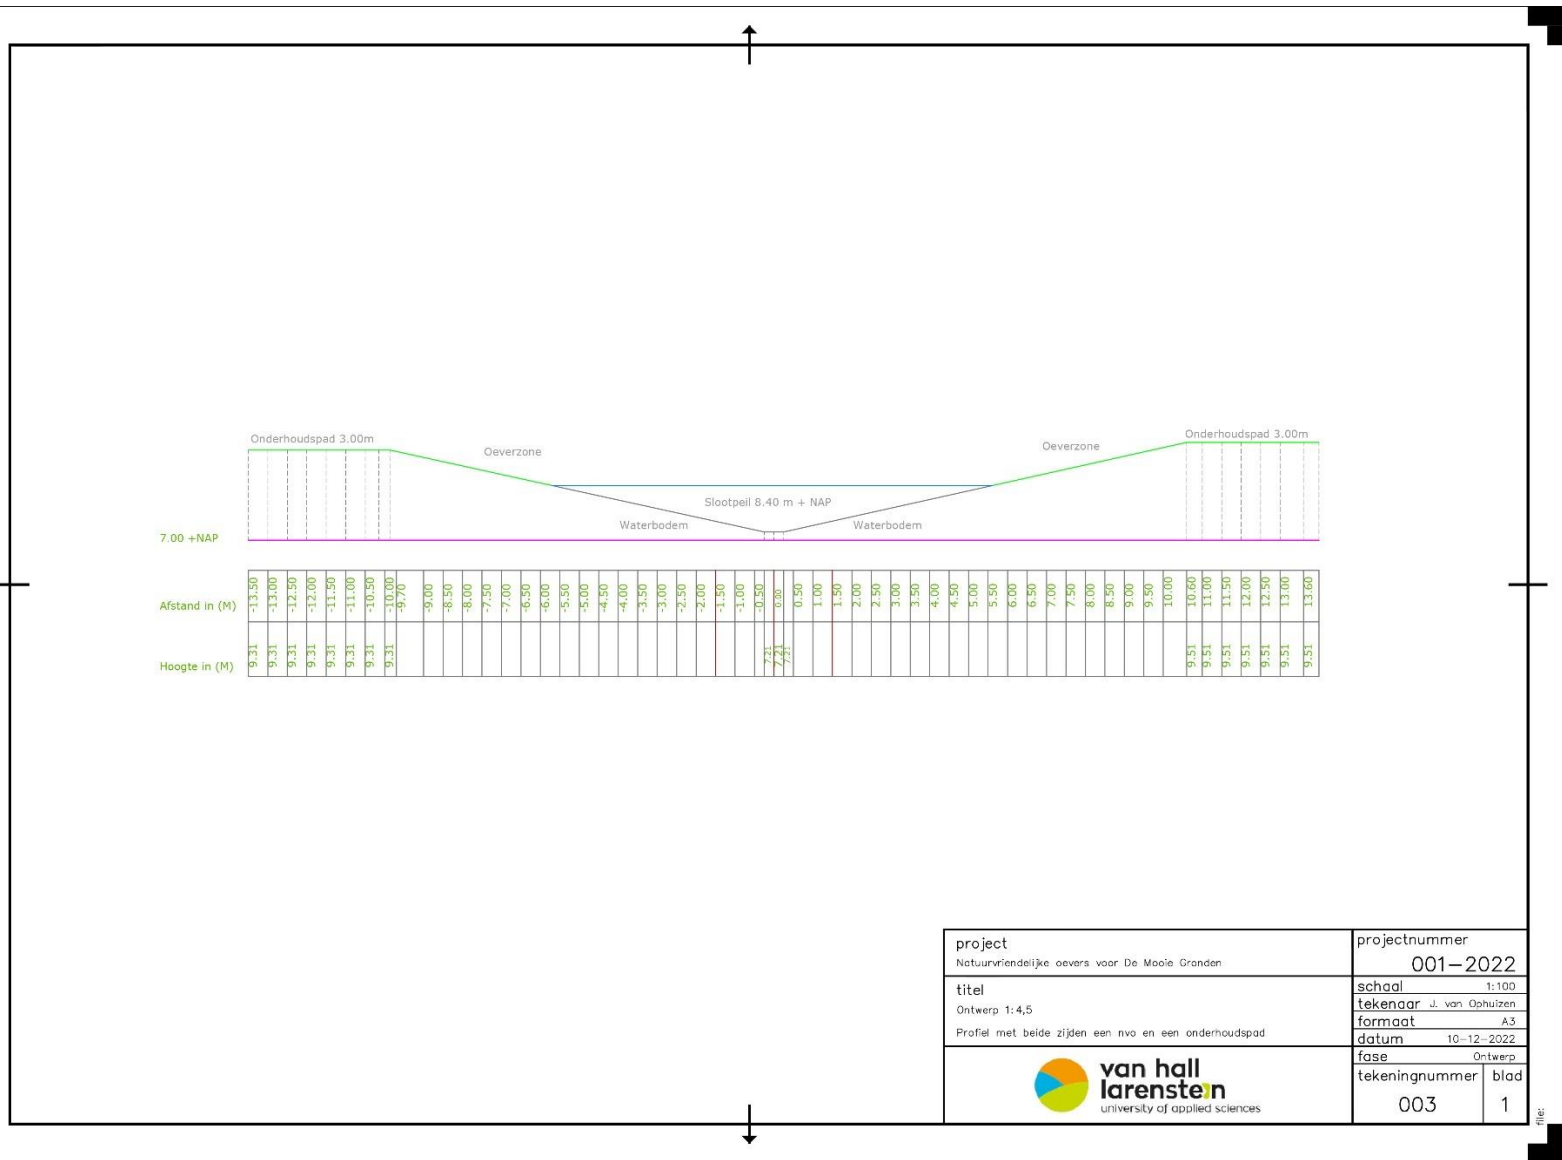 Onderhoudspad 3.00m
Oeverzone
Oeverzone
Onderhoudspad 3.00m
Slootpeil 8.40 m + NAP
Waterbodem
Waterbodem
7.00 +NAP
Afstand in (M) -13.50 -13.00 -12.50 -12.00 -11.50 -11.00 -10.50 -10.00 -9.70 -9.00 -8.50 -8.00 -7.50 -7.00 -6.50 -6.00 -5.50 -5.00 -4.50 -4.00 -3.50 -3.00 -2.50 -2.00 -1.50 -1.00 -0.50 0.00 0.50 1.00 1.50 2.00 2.50 3.00 3.50 4.00 4.50 5.00 5.50 6.00 6.50 7.00 7.50 8.00 8.50 9.00 9.50 10.00 10.60 11.00 11.50 12.00 12.50 13.00 13.60
Hoogte in (M) 9.31 9.31 9.31 9.31 9.31 9.31 9.31 9.31 7.21 7.21 7.21 9.51 9.51 9.51 9.51 9.51 9.51 9.51
project
Natuurvriendelijke oevers voor De Mooie Granden
titel
Ontwerp 1:4,5
Profiel met beide zijden een nvo en een onderhoudspad
van hall
larenstein
university of applied sciences
projectnummer
001-2022
schaal 1:100
tekenaar J. van Ophuizen
formaat A3
datum 10-12-2022
fase Ontwerp
tekeningnummer blad
003 1
file: